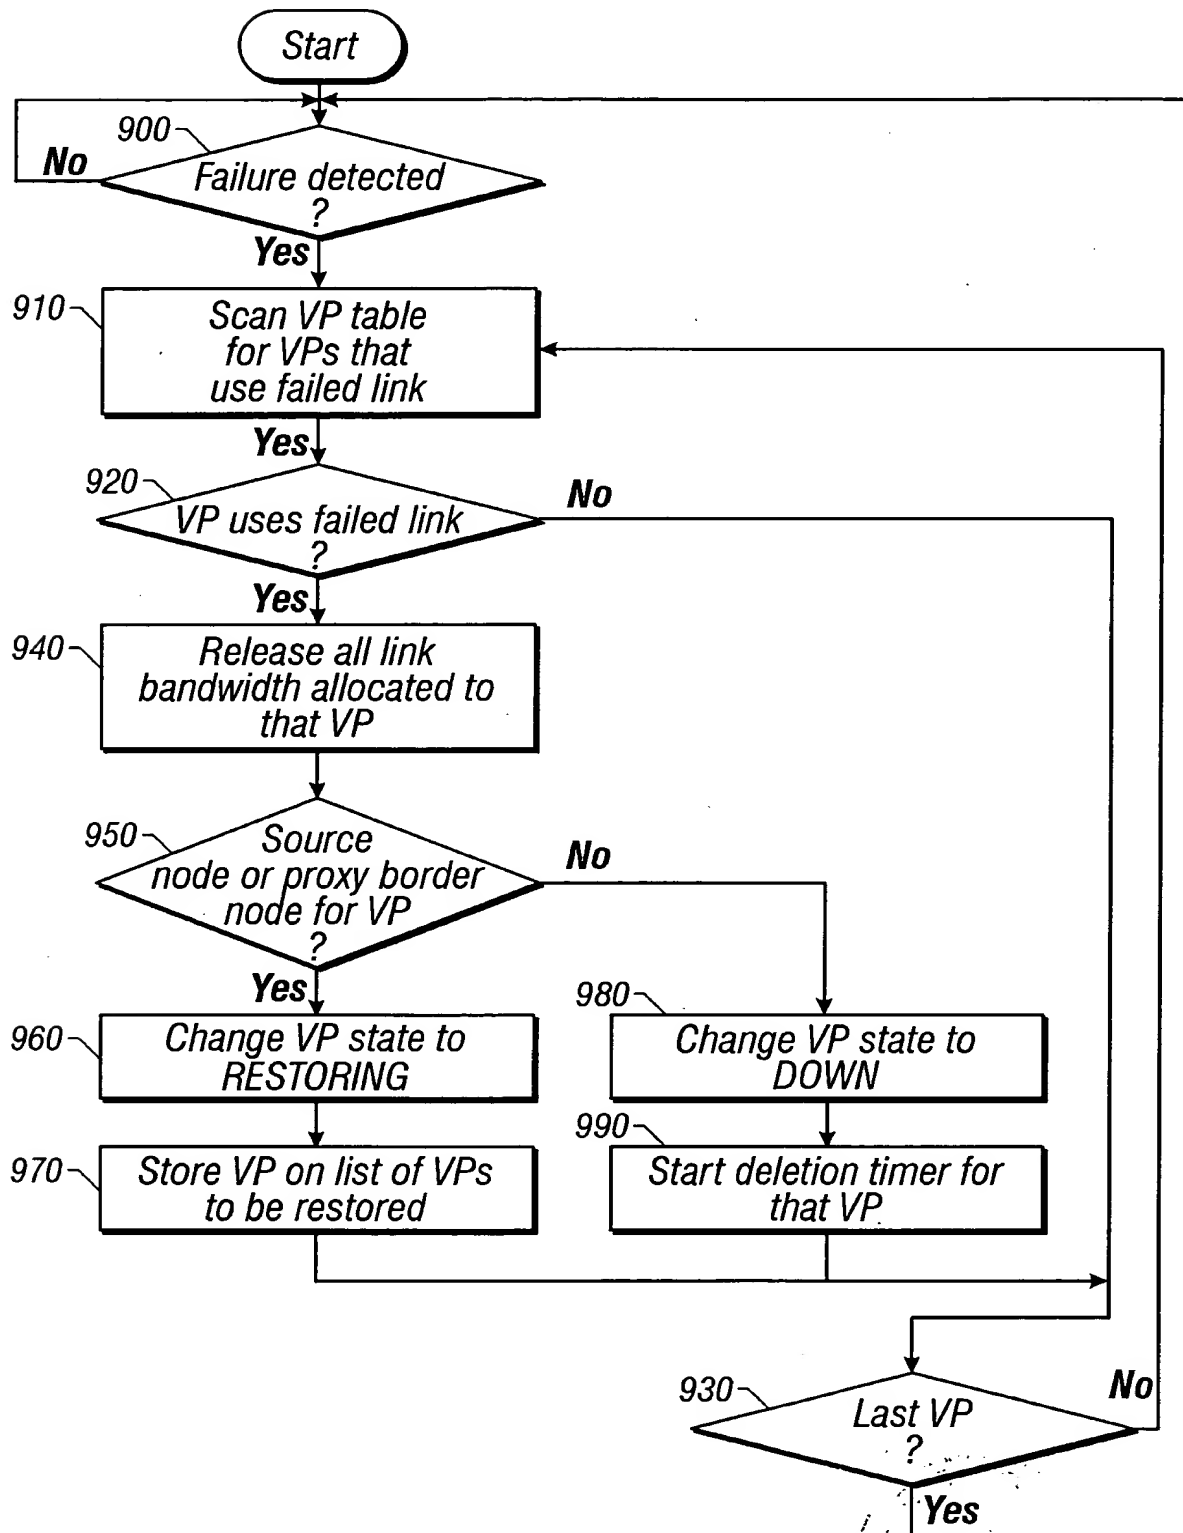 Start
900
No
Failure detected
?
Yes
910
Scan VP table
for VPs that
use failed link
Yes
920
No
VP uses failed link
?
Yes
940
Release all link
bandwidth allocated to
that VP
950
Source
node or proxy border
node for VP
?
No
Yes
960
Change VP state to
RESTORING
980
Change VP state to
DOWN
970
Store VP on list of VPs
to be restored
990
Start deletion timer for
that VP
930
Last VP
?
No
Yes